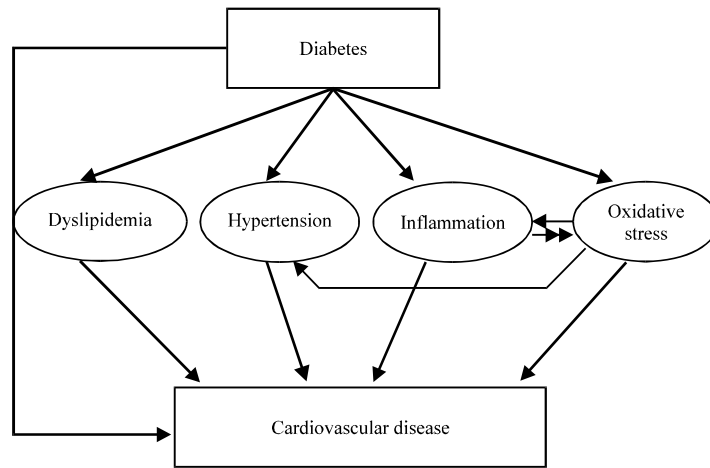 Diabetes
Dyslipidemia
Hypertension
Inflammation
Oxidative
stress
Cardiovascular disease